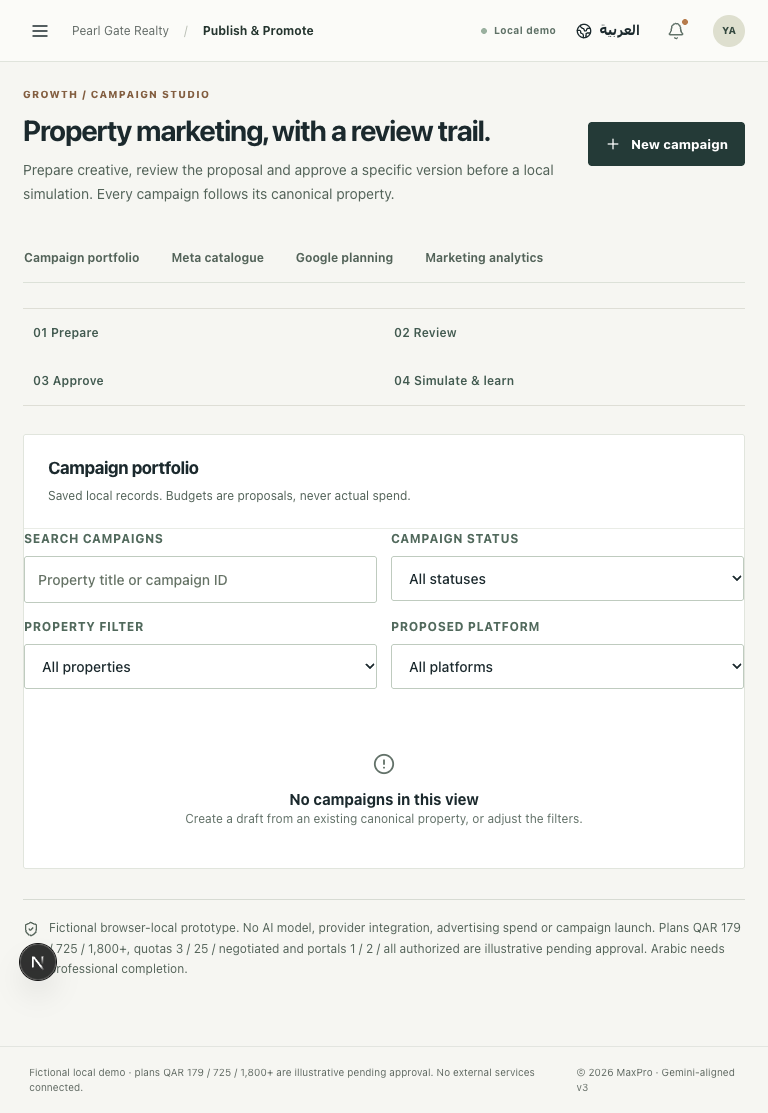 Pearl Gate Realty / Publish & Promote
Local demo
العربية
YA
GROWTH / CAMPAIGN STUDIO
Property marketing, with a review trail.
Prepare creative, review the proposal and approve a specific version before a local
simulation. Every campaign follows its canonical property.
New campaign
Campaign portfolio Meta catalogue Google planning Marketing analytics
01 Prepare 02 Review
03 Approve 04 Simulate & learn
Campaign portfolio
Saved local records. Budgets are proposals, never actual spend.
SEARCH CAMPAIGNS CAMPAIGN STATUS
Property title or campaign ID All statuses
PROPERTY FILTER PROPOSED PLATFORM
All properties All platforms
No campaigns in this view
Create a draft from an existing canonical property, or adjust the filters.
Fictional browser-local prototype. No AI model, provider integration, advertising spend or campaign launch. Plans QAR 179
/ 725 / 1,800+, quotas 3 / 25 / negotiated and portals 1 / 2 / all authorized are illustrative pending approval. Arabic needs
professional completion.
N
Fictional local demo · plans QAR 179 / 725 / 1,800+ are illustrative pending approval. No external services
connected.
© 2026 MaxPro · Gemini-aligned
v3